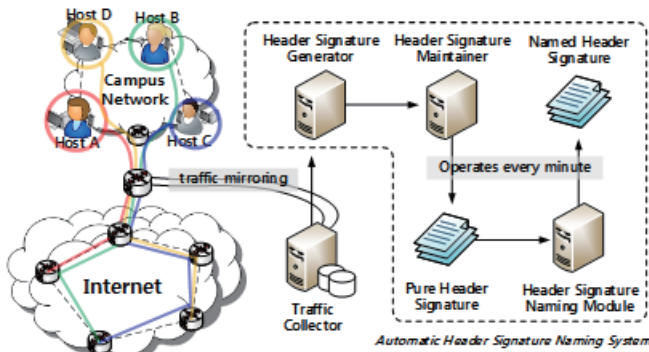 Host D
Host B
Campus
Network
Host A
Host C
traffic mirroring
Internet
Traffic
Collector
Header Signature
Generator
Header Signature
Maintainer
Named Header
Signature
Operates every minute
Pure Header
Signature
Header Signature
Naming Module
Automatic Header Signature Naming System